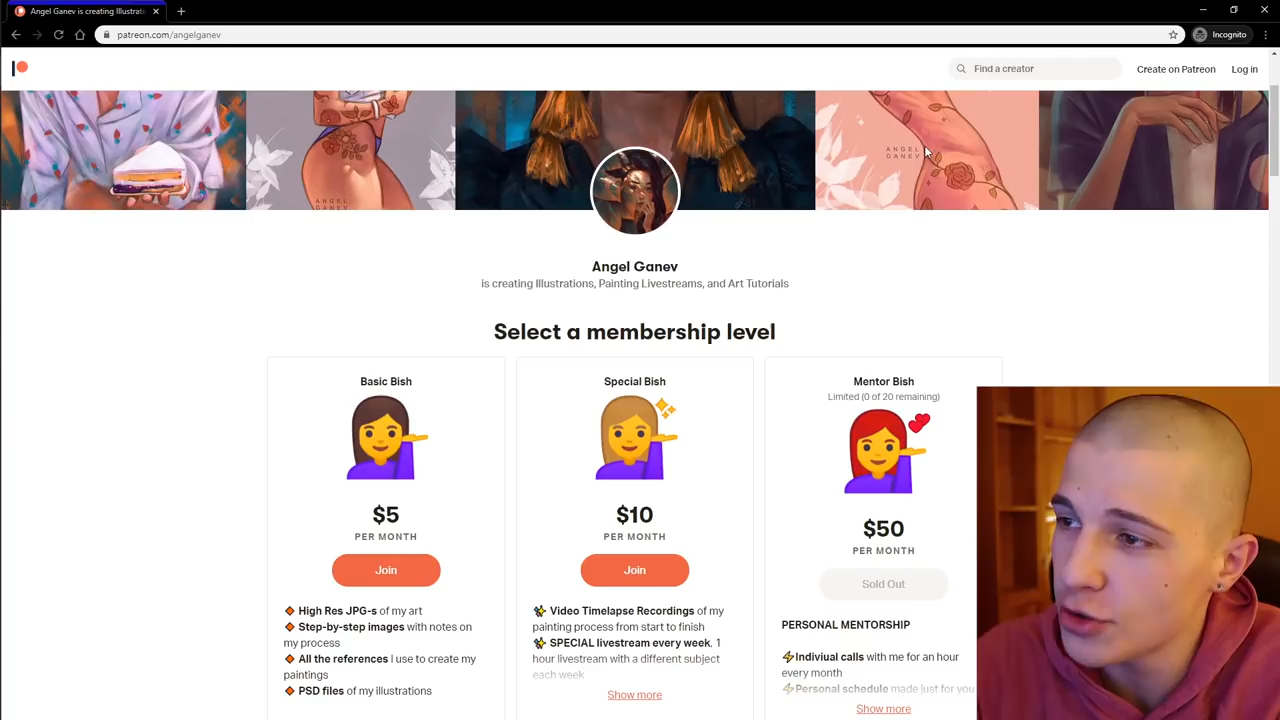 Angel Ganev is creating Illustrati
patreon.com/angelganev
Incognito
Find a creator
Create on Patreon
Log in
ANGEL
GANEV
ANGEL
GANEV
Angel Ganev
is creating Illustrations, Painting Livestreams, and Art Tutorials
Select a membership level
Basic Bish
$5
PER MONTH
Join
High Res JPG-s of my art
Step-by-step images with notes on
my process
All the references I use to create my
paintings
PSD files of my illustrations
Special Bish
$10
PER MONTH
Join
Video Timelapse Recordings of my
painting process from start to finish
SPECIAL livestream every week, 1
hour livestream with a different subject
each week
Show more
Mentor Bish
Limited (0 of 20 remaining)
$50
PER MONTH
Sold Out
PERSONAL MENTORSHIP
Indiviual calls with me for an hour
every month
Personal schedule made just for you
Show more